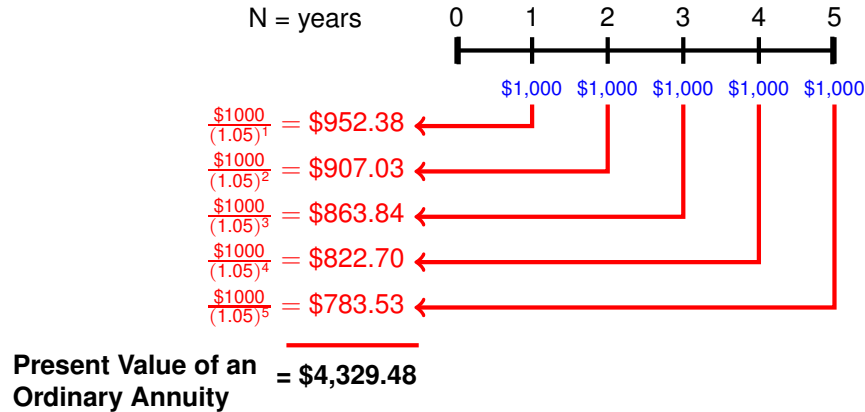 N = years 0 1 2 3 4 5
$1,000 $1,000 $1,000 $1,000 $1,000
$1000/(1.05)^1 = $952.38
$1000/(1.05)^2 = $907.03
$1000/(1.05)^3 = $863.84
$1000/(1.05)^4 = $822.70
$1000/(1.05)^5 = $783.53
Present Value of an
Ordinary Annuity = $4,329.48